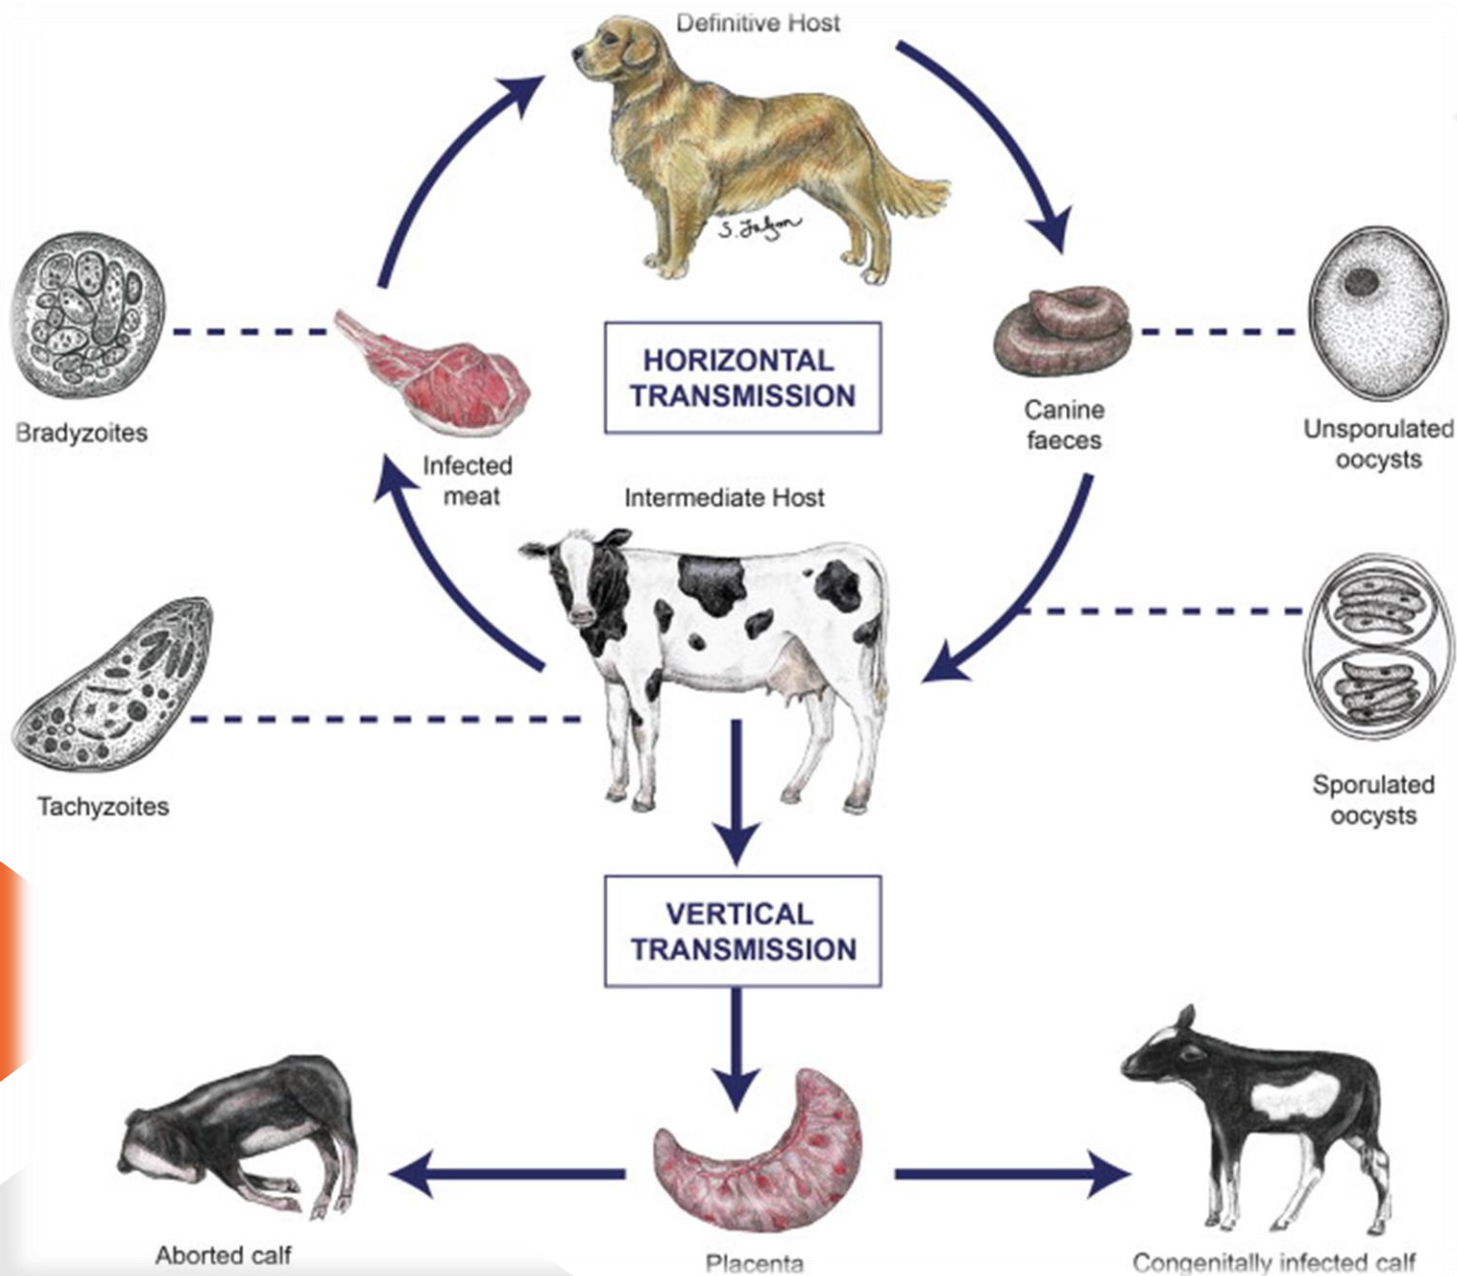 Definitive Host
S. Falzon
HORIZONTAL
TRANSMISSION
Canine
faeces
Unsporulated
oocysts
Bradyzoites
Infected
meat
Intermediate Host
Tachyzoites
Sporulated
oocysts
VERTICAL
TRANSMISSION
Aborted calf
Placenta
Congenitally infected calf